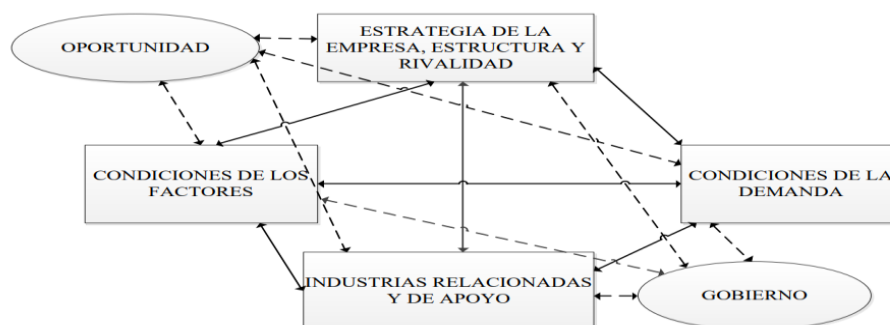 OPORTUNIDAD
ESTRATEGIA DE LA
EMPRESA, ESTRUCTURA Y
RIVALIDAD
CONDICIONES DE LOS
FACTORES
CONDICIONES DE LA
DEMANDA
INDUSTRIAS RELACIONADAS
Y DE APOYO
GOBIERNO